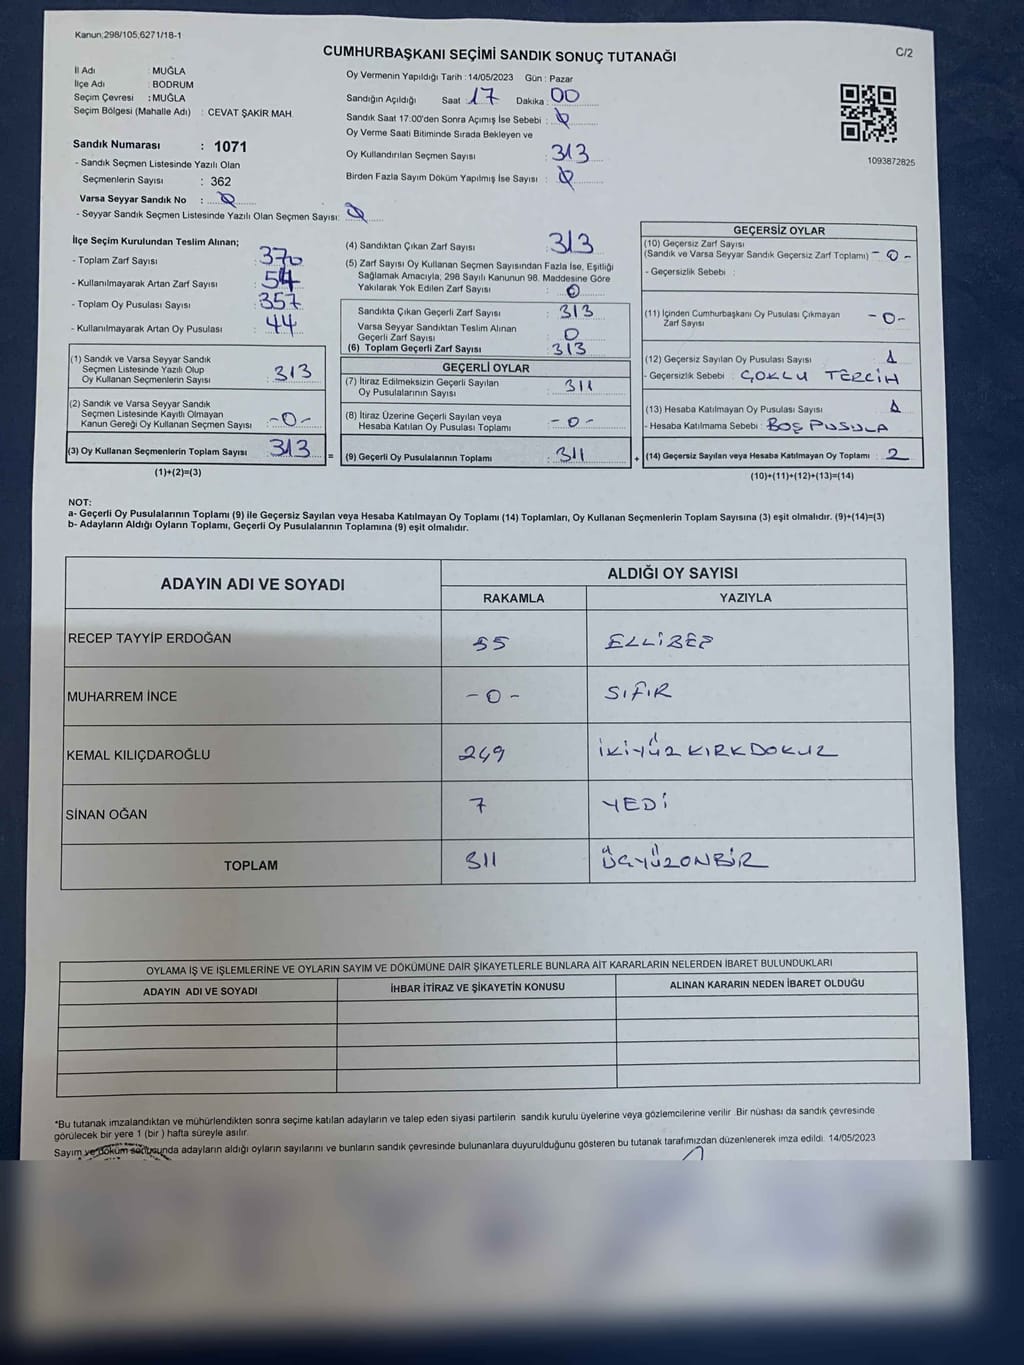 Kanun,298/105,6271/18-1
C/2
CUMHURBAŞKANI SEÇİMİ SANDIK SONUÇ TUTANAĞI
İl Adı : MUĞLA
İlçe Adı : BODRUM
Seçim Çevresi : MUĞLA
Seçim Bölgesi (Mahalle Adı) : CEVAT ŞAKİR MAH.
Sandık Numarası : 1071
- Sandık Seçmen Listesinde Yazılı Olan
Seçmenlerin Sayısı : 362
Varsa Seyyar Sandık No : 0
- Seyyar Sandık Seçmen Listesinde Yazılı Olan Seçmen Sayısı: 0
Oy Vermenin Yapıldığı Tarih : 14/05/2023 Gün : Pazar
Sandığın Açıldığı Saat 17 Dakika 00
Sandık Saat 17:00'den Sonra Açımış İse Sebebi : 0
Oy Verme Saati Bitiminde Sırada Bekleyen ve
Oy Kullandırılan Seçmen Sayısı : 313
Birden Fazla Sayım Döküm Yapılmış İse Sayısı : 0
1093872825
İlçe Seçim Kurulundan Teslim Alınan;
- Toplam Zarf Sayısı : 370
- Kullanılmayarak Artan Zarf Sayısı : 54
- Toplam Oy Pusulası Sayısı : 357
- Kullanılmayarak Artan Oy Pusulası : 44
(1) Sandık ve Varsa Seyyar Sandık
Seçmen Listesinde Yazılı Olup
Oy Kullanan Seçmenlerin Sayısı : 313
(2) Sandık ve Varsa Seyyar Sandık
Seçmen Listesinde Kayıtlı Olmayan
Kanun Gereği Oy Kullanan Seçmen Sayısı : -0-
(3) Oy Kullanan Seçmenlerin Toplam Sayısı : 313 =
(1)+(2)=(3)
(4) Sandıktan Çıkan Zarf Sayısı : 313
(5) Zarf Sayısı Oy Kullanan Seçmen Sayısından Fazla İse, Eşitliği
Sağlamak Amacıyla, 298 Sayılı Kanunun 98. Maddesine Göre
Yakılarak Yok Edilen Zarf Sayısı : 0
Sandıkta Çıkan Geçerli Zarf Sayısı : 313
Varsa Seyyar Sandıktan Teslim Alınan
Geçerli Zarf Sayısı : 0
(6) Toplam Geçerli Zarf Sayısı : 313
GEÇERLİ OYLAR
(7) İtiraz Edilmeksizin Geçerli Sayılan
Oy Pusulalarının Sayısı : 311
(8) İtiraz Üzerine Geçerli Sayılan veya
Hesaba Katılan Oy Pusulası Toplamı : -0-
(9) Geçerli Oy Pusulalarının Toplamı : 311 +
GEÇERSİZ OYLAR
(10) Geçersiz Zarf Sayısı
(Sandık ve Varsa Seyyar Sandık Geçersiz Zarf Toplamı) -0-
- Geçersizlik Sebebi :
(11) İçinden Cumhurbaşkanı Oy Pusulası Çıkmayan
Zarf Sayısı : -0-
(12) Geçersiz Sayılan Oy Pusulası Sayısı : 1
- Geçersizlik Sebebi : ÇOKLU TERCİH
(13) Hesaba Katılmayan Oy Pusulası Sayısı : 1
- Hesaba Katılmama Sebebi : BOŞ PUSULA
(14) Geçersiz Sayılan veya Hesaba Katılmayan Oy Toplamı : 2
(10)+(11)+(12)+(13)=(14)
NOT:
a- Geçerli Oy Pusulalarının Toplamı (9) ile Geçersiz Sayılan veya Hesaba Katılmayan Oy Toplamı (14) Toplamları, Oy Kullanan Seçmenlerin Toplam Sayısına (3) eşit olmalıdır. (9)+(14)=(3)
b- Adayların Aldığı Oyların Toplamı, Geçerli Oy Pusulalarının Toplamına (9) eşit olmalıdır.
ADAYIN ADI VE SOYADI
ALDIĞI OY SAYISI
RAKAMLA YAZIYLA
RECEP TAYYİP ERDOĞAN 55 ELLİBEŞ
MUHARREM İNCE -0- SIFIR
KEMAL KILIÇDAROĞLU 249 İKİYÜZ KIRKDOKUZ
SİNAN OĞAN 7 YEDİ
TOPLAM 311 ÜÇYÜZONBİR
OYLAMA İŞ VE İŞLEMLERİNE VE OYLARIN SAYIM VE DÖKÜMÜNE DAİR ŞİKAYETLERLE BUNLARA AİT KARARLARIN NELERDEN İBARET BULUNDUKLARI
ADAYIN ADI VE SOYADI İHBAR İTİRAZ VE ŞİKAYETİN KONUSU ALINAN KARARIN NEDEN İBARET OLDUĞU
*Bu tutanak imzalandıktan ve mühürlendikten sonra seçime katılan adayların ve talep eden siyasi partilerin sandık kurulu üyelerine veya gözlemcilerine verilir. Bir nüshası da sandık çevresinde
görülecek bir yere 1 (bir) hafta süreyle asılır.
Sayım ve döküm sonucunda adayların aldığı oyların sayılarını ve bunların sandık çevresinde bulunanlara duyurulduğunu gösteren bu tutanak tarafımızdan düzenlenerek imza edildi. 14/05/2023